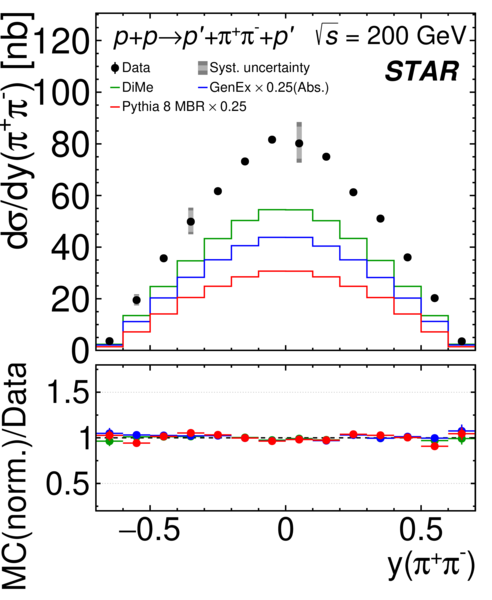 p+p→p′+π⁺π⁻+p′ √s = 200 GeV
Data Syst. uncertainty STAR
DiMe GenEx × 0.25(Abs.)
Pythia 8 MBR × 0.25
dσ/dy(π⁺π⁻) [nb]
120
100
80
60
40
20
0
MC(norm.)/Data
1.5
1
0.5
−0.5 0 0.5
y(π⁺π⁻)